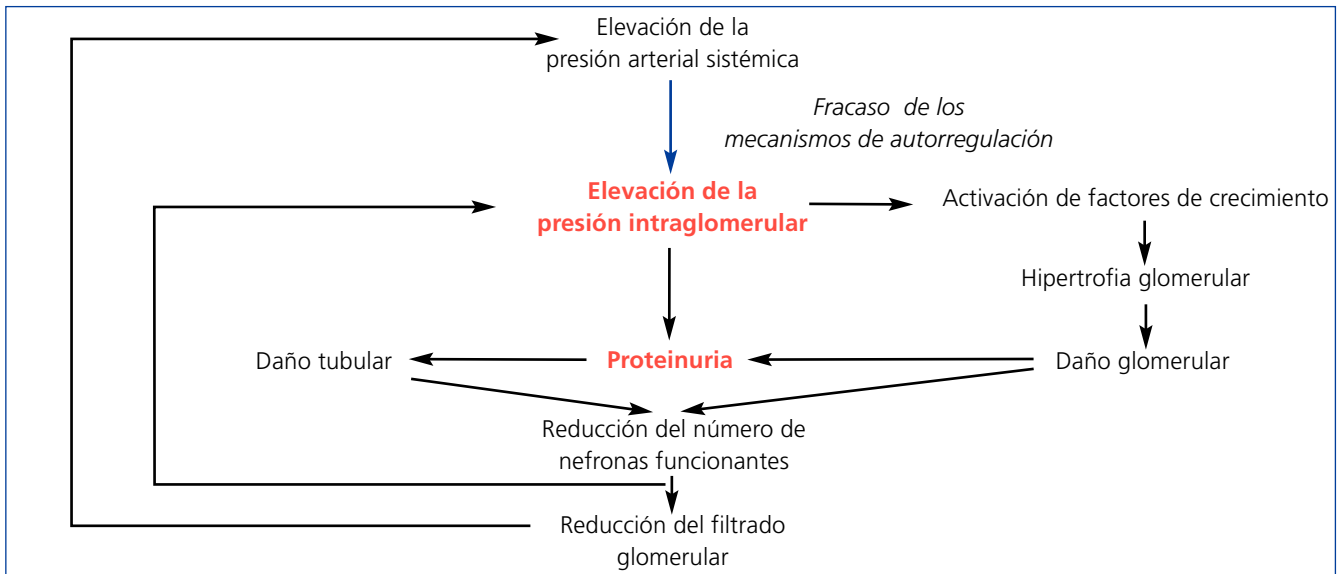 Elevación de la
presión arterial sistémica
Fracaso de los
mecanismos de autorregulación
Elevación de la
presión intraglomerular
Activación de factores de crecimiento
Hipertrofia glomerular
Daño tubular
Proteinuria
Daño glomerular
Reducción del número de
nefronas funcionantes
Reducción del filtrado
glomerular